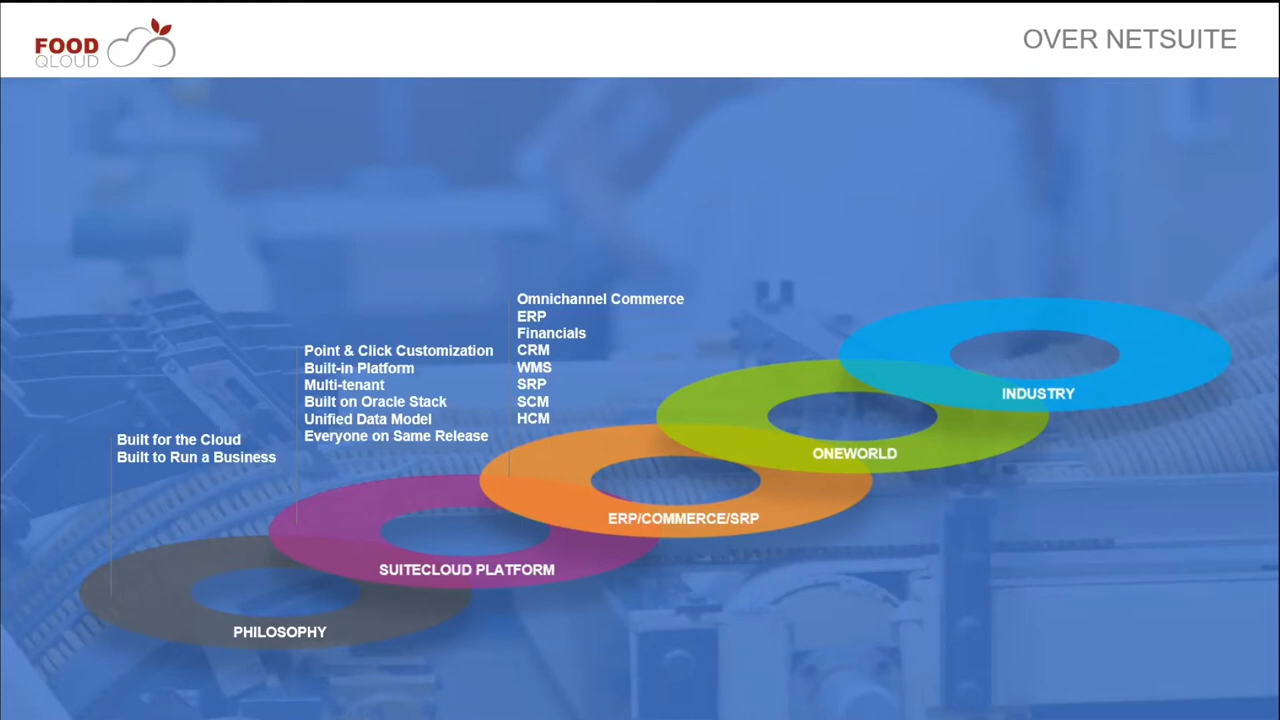 FOOD
QLOUD
OVER NETSUITE
Omnichannel Commerce
ERP
Financials
CRM
WMS
SRP
SCM
HCM
Point & Click Customization
Built-in Platform
Multi-tenant
Built on Oracle Stack
Unified Data Model
Everyone on Same Release
Built for the Cloud
Built to Run a Business
INDUSTRY
ONEWORLD
ERP/COMMERCE/SRP
SUITECLOUD PLATFORM
PHILOSOPHY